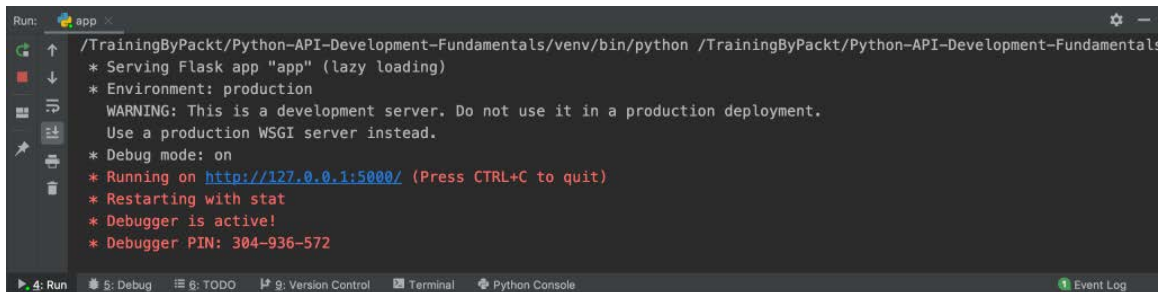 Run: app
/TrainingByPackt/Python-API-Development-Fundamentals/venv/bin/python /TrainingByPackt/Python-API-Development-Fundamentals
* Serving Flask app "app" (lazy loading)
* Environment: production
WARNING: This is a development server. Do not use it in a production deployment.
Use a production WSGI server instead.
* Debug mode: on
* Running on http://127.0.0.1:5000/ (Press CTRL+C to quit)
* Restarting with stat
* Debugger is active!
* Debugger PIN: 304-936-572
4: Run 5: Debug 6: TODO 9: Version Control Terminal Python Console 1 Event Log